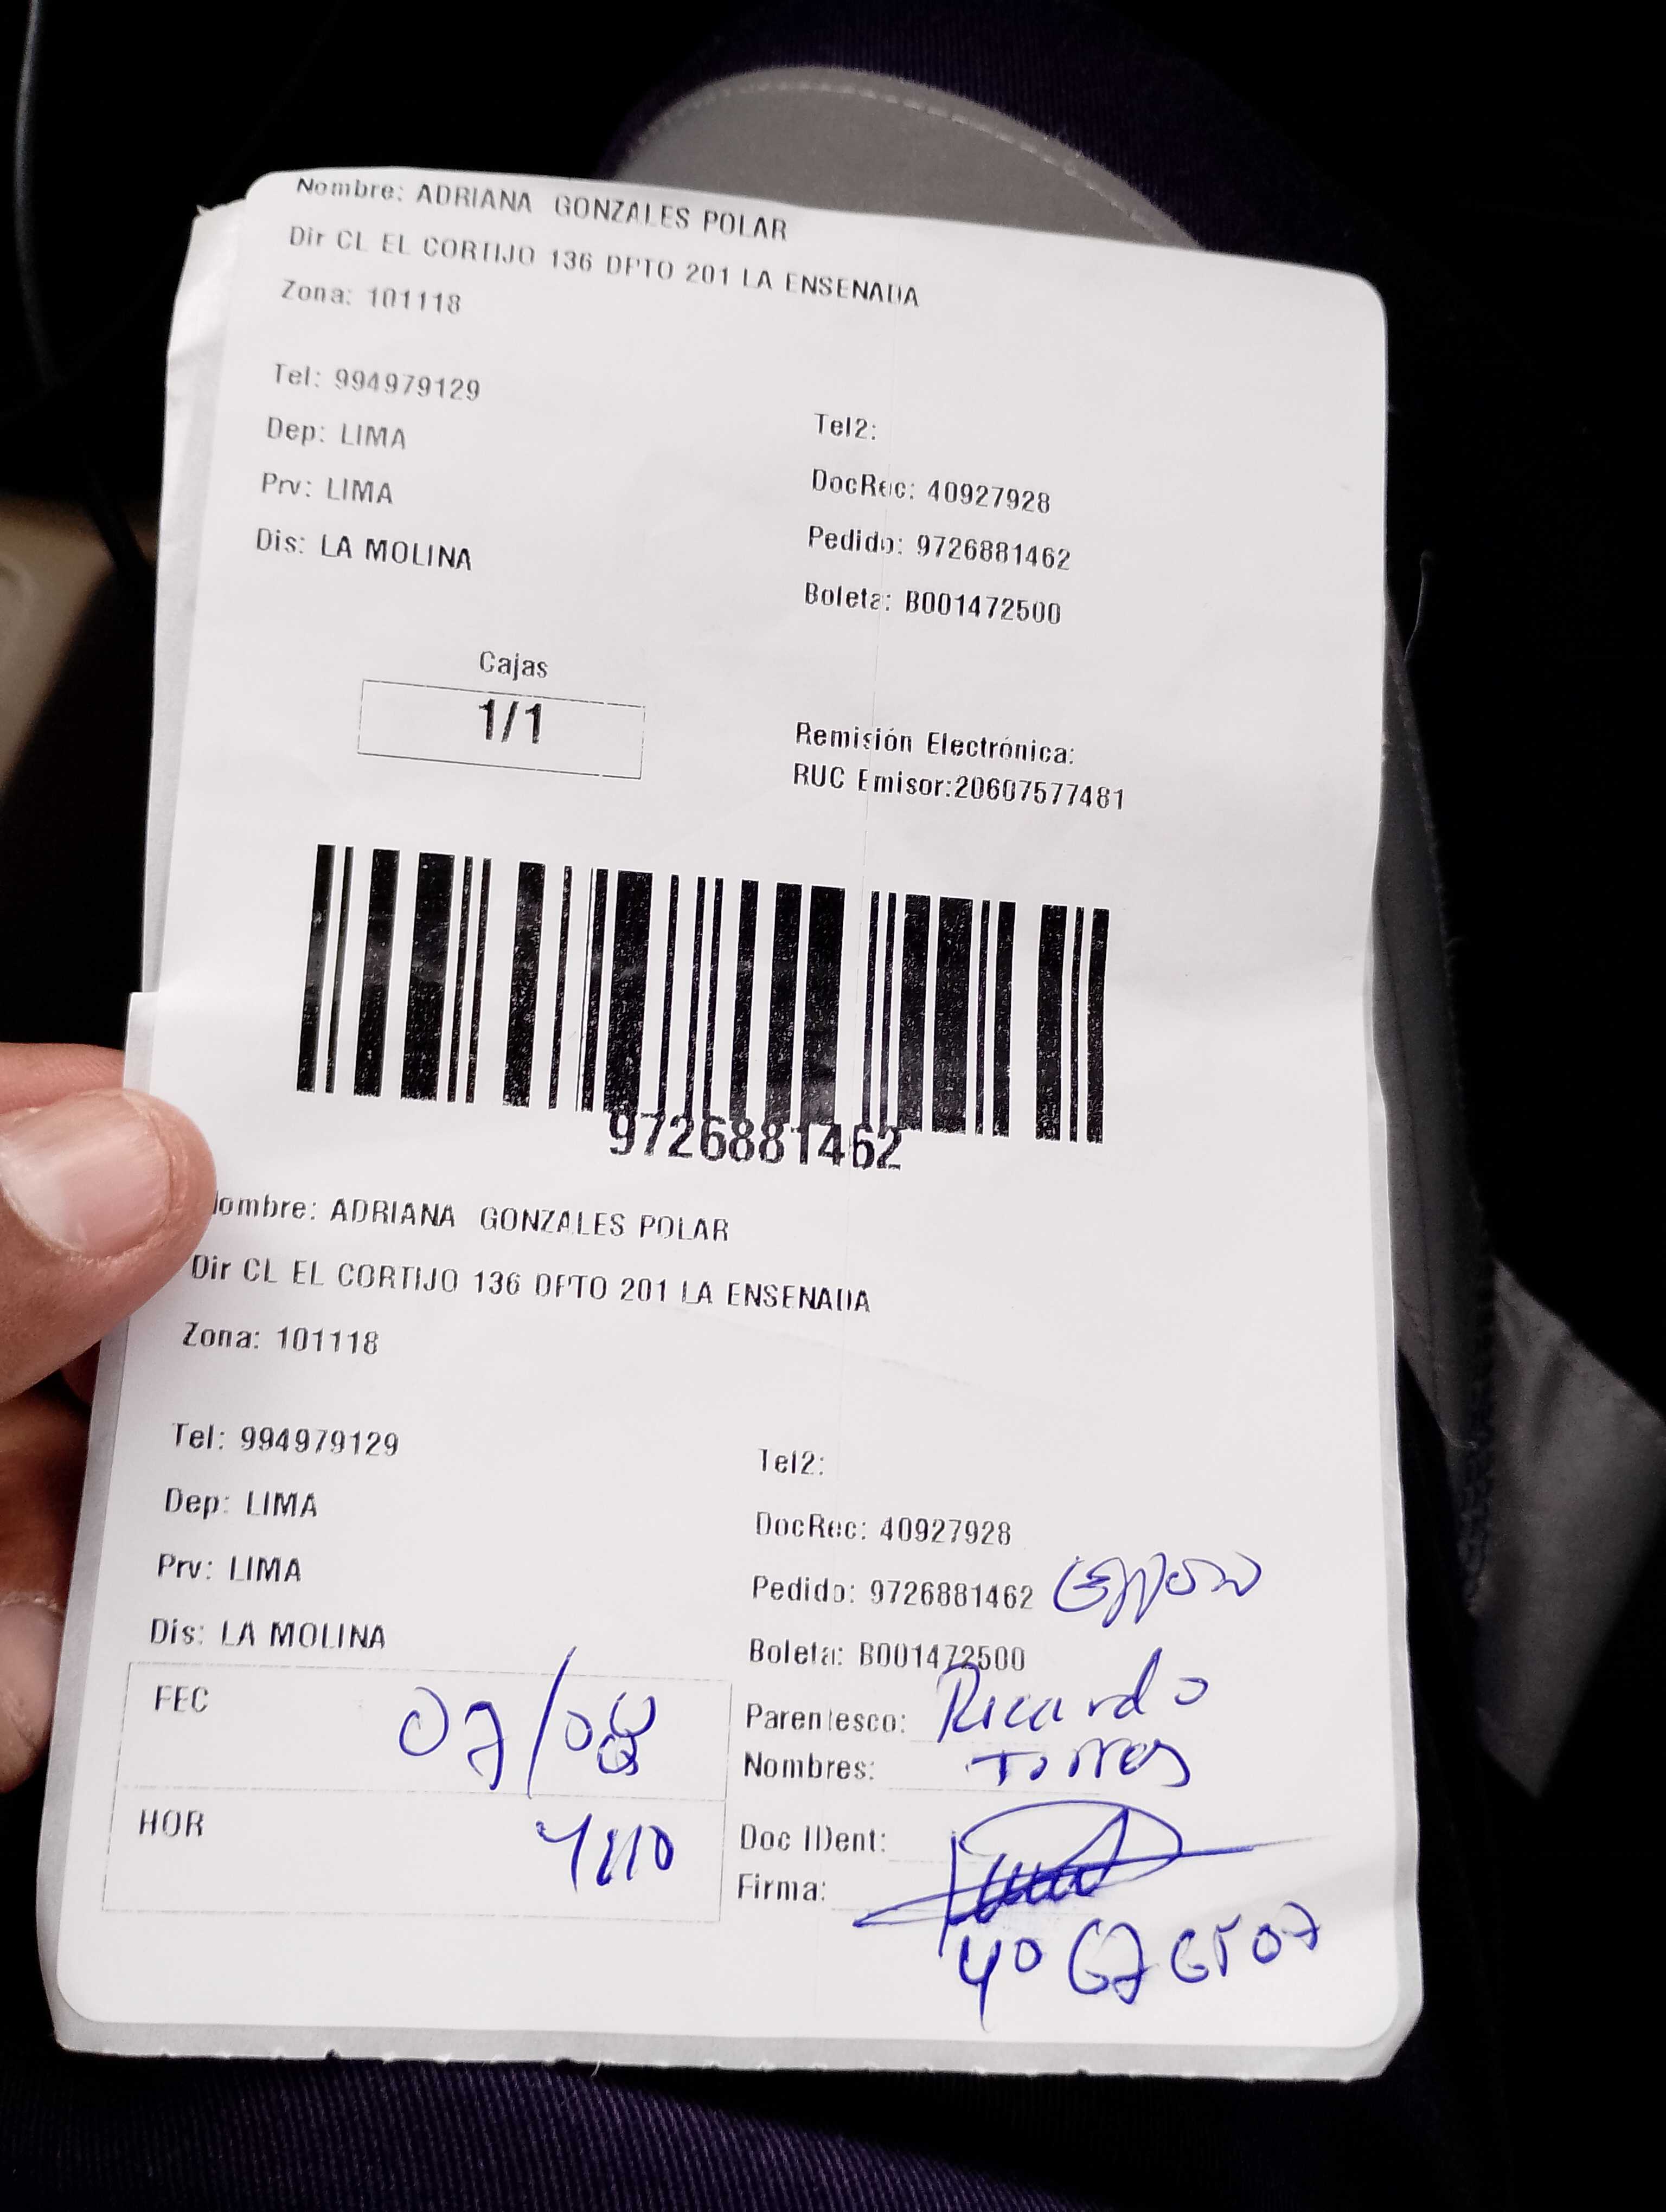 Nombre: ADRIANA GONZALES POLAR
Dir CL EL CORTIJO 136 DPTO 201 LA ENSENADA
Zona: 101118
Tel: 994979129
Tel2:
Dep: LIMA
DocRec: 40927928
Prv: LIMA
Pedido: 9726881462
Dis: LA MOLINA
Boleta: B001472500
Cajas
1/1
Remisión Electrónica:
RUC Emisor:20607577481
9726881462
ombre: ADRIANA GONZALES POLAR
Dir CL EL CORTIJO 136 DPTO 201 LA ENSENADA
Zona: 101118
Tel: 994979129
Tel2:
Dep: LIMA
DocRec: 40927928
Prv: LIMA
Pedido: 9726881462
Dis: LA MOLINA
Boleta: B001472500
FEC 07/08
Parentesco: Ricardo
Nombres: Torres
HOR
Doc IDent:
Firma: